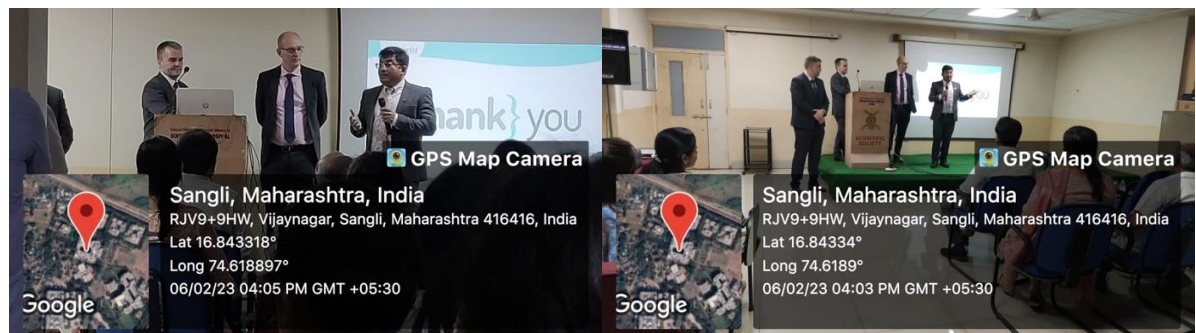 hank} you
GPS Map Camera
Sangli, Maharashtra, India
RJV9+9HW, Vijaynagar, Sangli, Maharashtra 416416, India
Lat 16.843318°
Long 74.618897°
06/02/23 04:05 PM GMT +05:30
Google
SCIENTIFIC
SOCIETY
you
GPS Map Camera
Sangli, Maharashtra, India
RJV9+9HW, Vijaynagar, Sangli, Maharashtra 416416, India
Lat 16.84334°
Long 74.6189°
06/02/23 04:03 PM GMT +05:30
Google